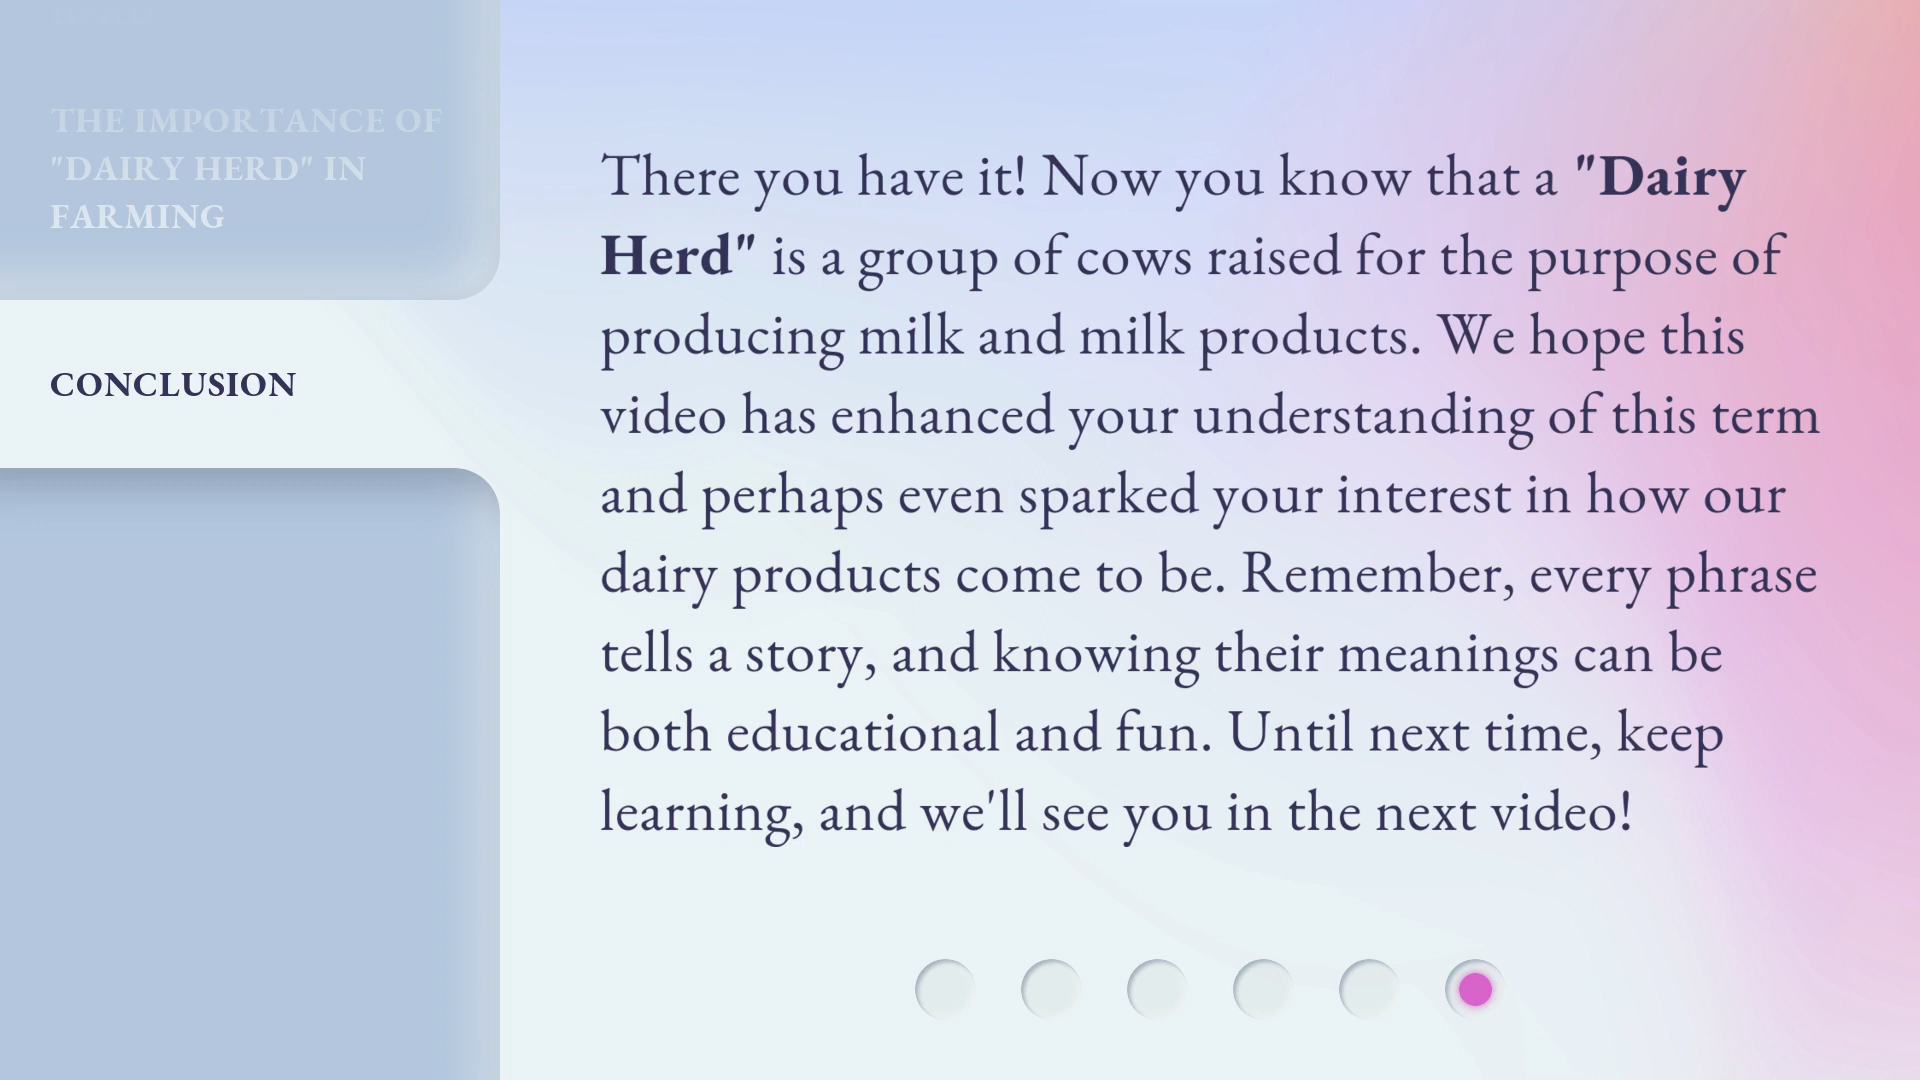 THE IMPORTANCE OF
"DAIRY HERD" IN
FARMING
CONCLUSION
There you have it! Now you know that a "Dairy
Herd" is a group of cows raised for the purpose of
producing milk and milk products. We hope this
video has enhanced your understanding of this term
and perhaps even sparked your interest in how our
dairy products come to be. Remember, every phrase
tells a story, and knowing their meanings can be
both educational and fun. Until next time, keep
learning, and we'll see you in the next video!